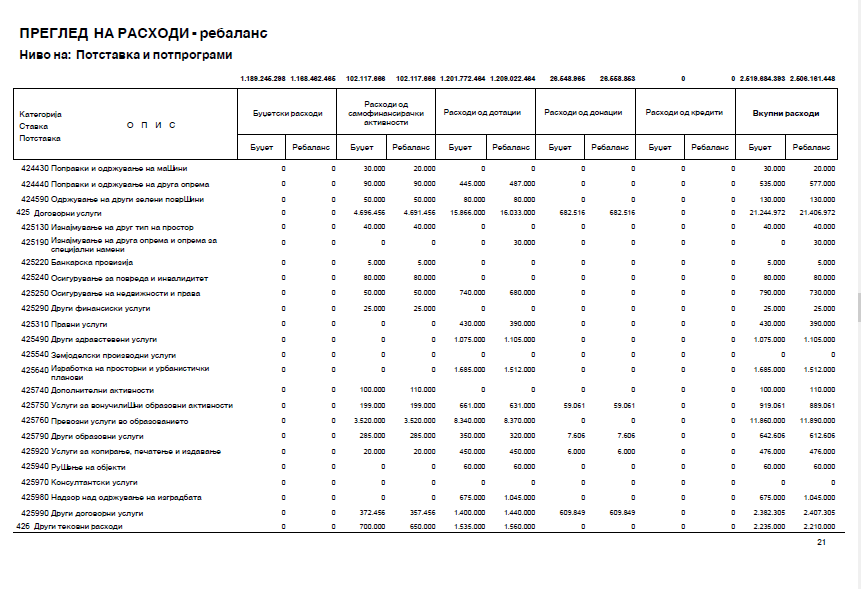 ПРЕГЛЕД НА РАСХОДИ - ребаланс
Ниво на: Потставка и потпрограми
1.189.245.298 1.168.462.465 102.117.666 102.117.666 1.201.772.464 1.209.022.464 26.548.965 26.558.853 0 0 2.519.684.393 2.506.161.448
Категорија
Ставка
Потставка
О П И С
Буџетски расходи
Расходи од самофинансирачки активности
Расходи од дотации
Расходи од донации
Расходи од кредити
Вкупни расходи
Буџет Ребаланс Буџет Ребаланс Буџет Ребаланс Буџет Ребаланс Буџет Ребаланс Буџет Ребаланс
424430 Поправки и одржување на маШини 0 0 30.000 20.000 0 0 0 0 0 0 30.000 20.000
424440 Поправки и одржување на друга опрема 0 0 90.000 90.000 445.000 487.000 0 0 0 0 535.000 577.000
424590 Одржување на други зелени поврШини 0 0 50.000 50.000 80.000 80.000 0 0 0 0 130.000 130.000
425 Договорни услуги 0 0 4.696.456 4.691.456 15.866.000 16.033.000 682.516 682.516 0 0 21.244.972 21.406.972
425130 Изнајмување на друг тип на простор 0 0 40.000 40.000 0 0 0 0 0 0 40.000 40.000
425190 Изнајмување на друга опрема и опрема за 0 0 0 0 0 30.000 0 0 0 0 0 30.000
специјални намени
425220 Банкарска провизија 0 0 5.000 5.000 0 0 0 0 0 0 5.000 5.000
425240 Осигурување за повреда и инвалидитет 0 0 80.000 80.000 0 0 0 0 0 0 80.000 80.000
425250 Осигурување на недвижности и права 0 0 50.000 50.000 740.000 680.000 0 0 0 0 790.000 730.000
425290 Други финансиски услуги 0 0 25.000 25.000 0 0 0 0 0 0 25.000 25.000
425310 Правни услуги 0 0 0 0 430.000 390.000 0 0 0 0 430.000 390.000
425490 Други здравстевени услуги 0 0 0 0 1.075.000 1.105.000 0 0 0 0 1.075.000 1.105.000
425540 Земјоделски производни услуги 0 0 0 0 0 0 0 0 0 0 0 0
425640 Изработка на просторни и урбанистички 0 0 0 0 1.685.000 1.512.000 0 0 0 0 1.685.000 1.512.000
планови
425740 Дополнителни активности 0 0 100.000 110.000 0 0 0 0 0 0 100.000 110.000
425750 Услуги за вонучилиШни образовни активности 0 0 199.000 199.000 661.000 631.000 59.061 59.061 0 0 919.061 889.061
425760 Превозни услуги во образованието 0 0 3.520.000 3.520.000 8.340.000 8.370.000 0 0 0 0 11.860.000 11.890.000
425790 Други образовни услуги 0 0 285.000 285.000 350.000 320.000 7.606 7.606 0 0 642.606 612.606
425920 Услуги за копирање, печатење и издавање 0 0 20.000 20.000 450.000 450.000 6.000 6.000 0 0 476.000 476.000
425940 РуШење на објекти 0 0 0 0 60.000 60.000 0 0 0 0 60.000 60.000
425970 Консултантски услуги 0 0 0 0 0 0 0 0 0 0 0 0
425980 Надзор над одржување на изградбата 0 0 0 0 675.000 1.045.000 0 0 0 0 675.000 1.045.000
425990 Други договорни услуги 0 0 372.456 357.456 1.400.000 1.440.000 609.849 609.849 0 0 2.382.305 2.407.305
426 Други тековни расходи 0 0 700.000 650.000 1.535.000 1.560.000 0 0 0 0 2.235.000 2.210.000
21